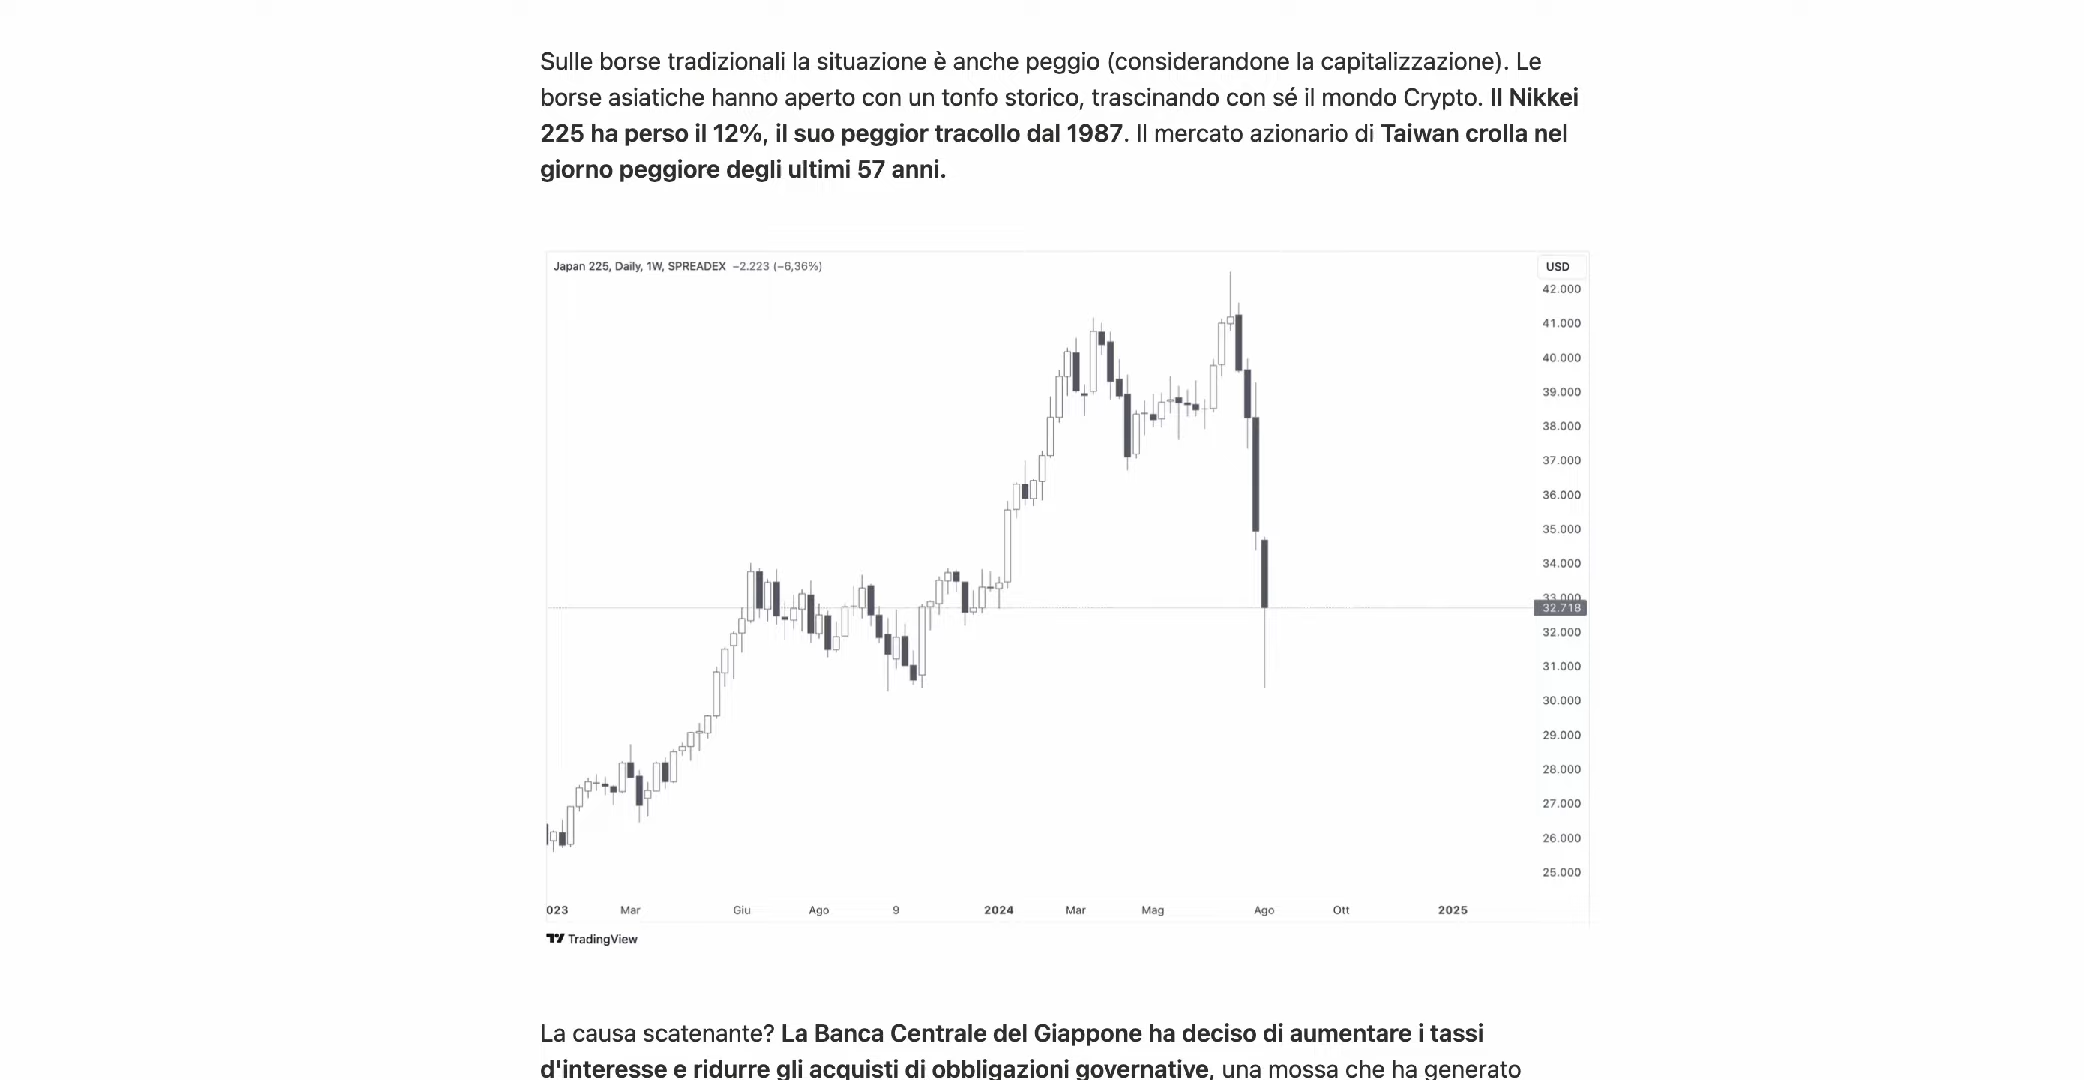 Sulle borse tradizionali la situazione è anche peggio (considerandone la capitalizzazione). Le
borse asiatiche hanno aperto con un tonfo storico, trascinando con sé il mondo Crypto. Il Nikkei
225 ha perso il 12%, il suo peggior tracollo dal 1987. Il mercato azionario di Taiwan crolla nel
giorno peggiore degli ultimi 57 anni.
Japan 225, Daily, 1W, SPREADEX −2.223 (−6,36%)
USD
42.000
41.000
40.000
39.000
38.000
37.000
36.000
35.000
34.000
33.000
32.718
32.000
31.000
30.000
29.000
28.000
27.000
26.000
25.000
023 Mar Giu Ago 9 2024 Mar Mag Ago Ott 2025
TradingView
La causa scatenante? La Banca Centrale del Giappone ha deciso di aumentare i tassi
d'interesse e ridurre gli acquisti di obbligazioni governative, una mossa che ha generato